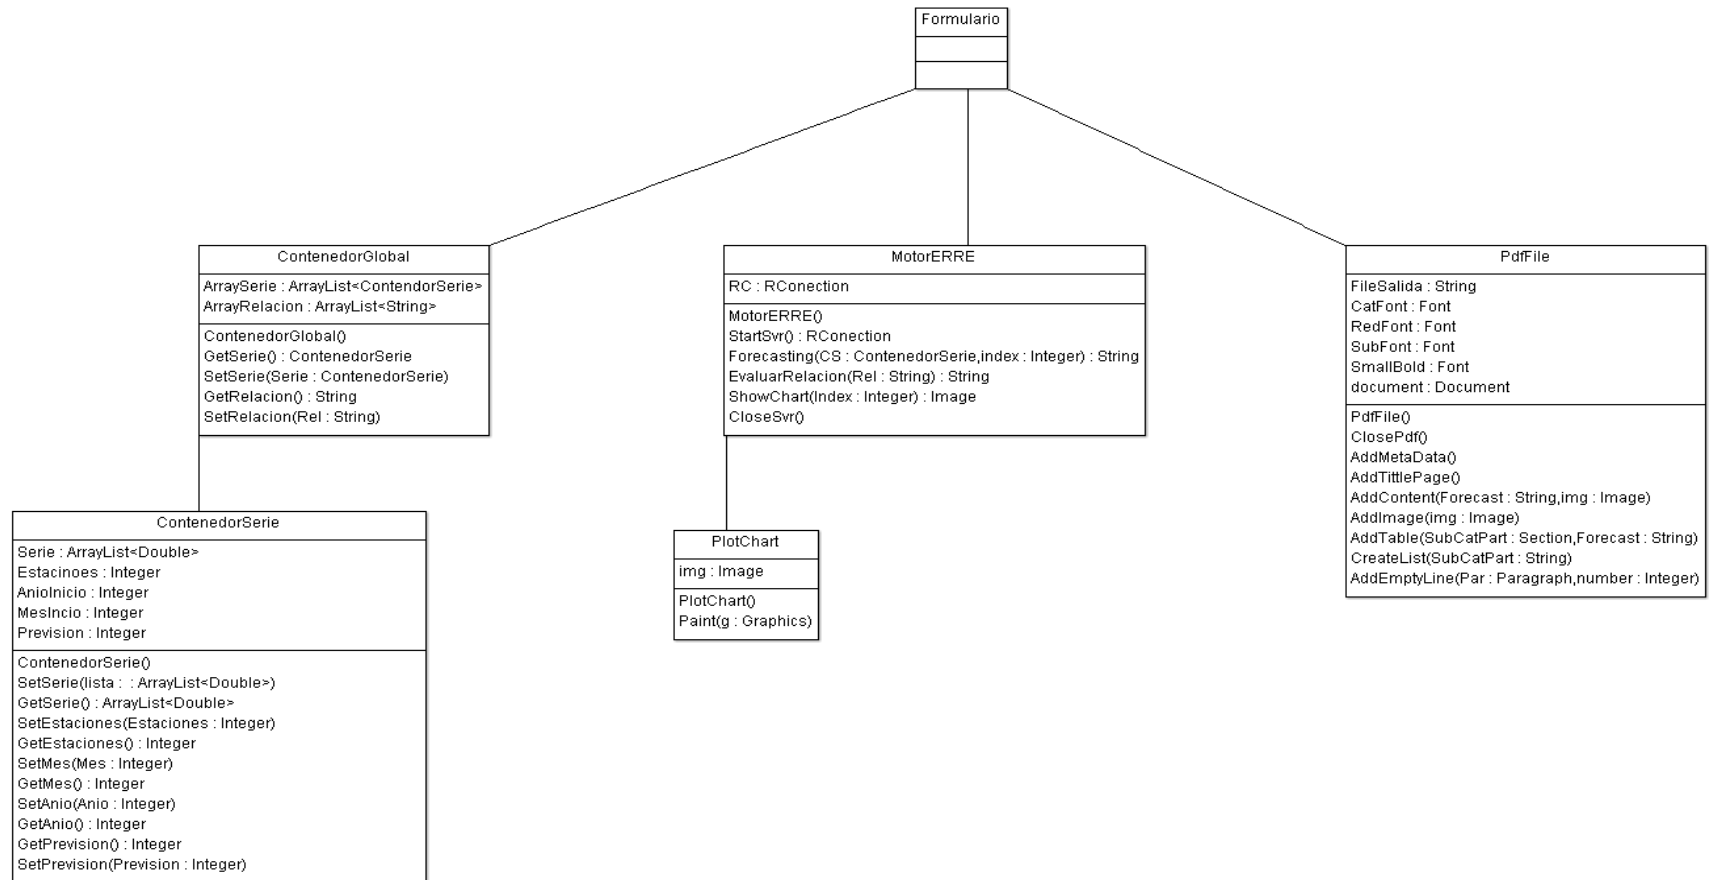 Formulario
ContenedorGlobal
ArraySerie : ArrayList<ContendorSerie>
ArrayRelacion : ArrayList<String>
ContenedorGlobal()
GetSerie() : ContenedorSerie
SetSerie(Serie : ContenedorSerie)
GetRelacion() : String
SetRelacion(Rel : String)
MotorERRE
RC : RConection
MotorERRE()
StartSvr() : RConection
Forecasting(CS : ContenedorSerie,index : Integer) : String
EvaluarRelacion(Rel : String) : String
ShowChart(Index : Integer) : Image
CloseSvr()
PdfFile
FileSalida : String
CatFont : Font
RedFont : Font
SubFont : Font
SmallBold : Font
document : Document
PdfFile()
ClosePdf()
AddMetaData()
AddTittlePage()
AddContent(Forecast : String,img : Image)
AddImage(img : Image)
AddTable(SubCatPart : Section,Forecast : String)
CreateList(SubCatPart : String)
AddEmptyLine(Par : Paragraph,number : Integer)
ContenedorSerie
Serie : ArrayList<Double>
Estacinoes : Integer
AnioInicio : Integer
MesIncio : Integer
Prevision : Integer
ContenedorSerie()
SetSerie(lista : : ArrayList<Double>)
GetSerie() : ArrayList<Double>
SetEstaciones(Estaciones : Integer)
GetEstaciones() : Integer
SetMes(Mes : Integer)
GetMes() : Integer
SetAnio(Anio : Integer)
GetAnio() : Integer
GetPrevision() : Integer
SetPrevision(Prevision : Integer)
PlotChart
img : Image
PlotChart()
Paint(g : Graphics)